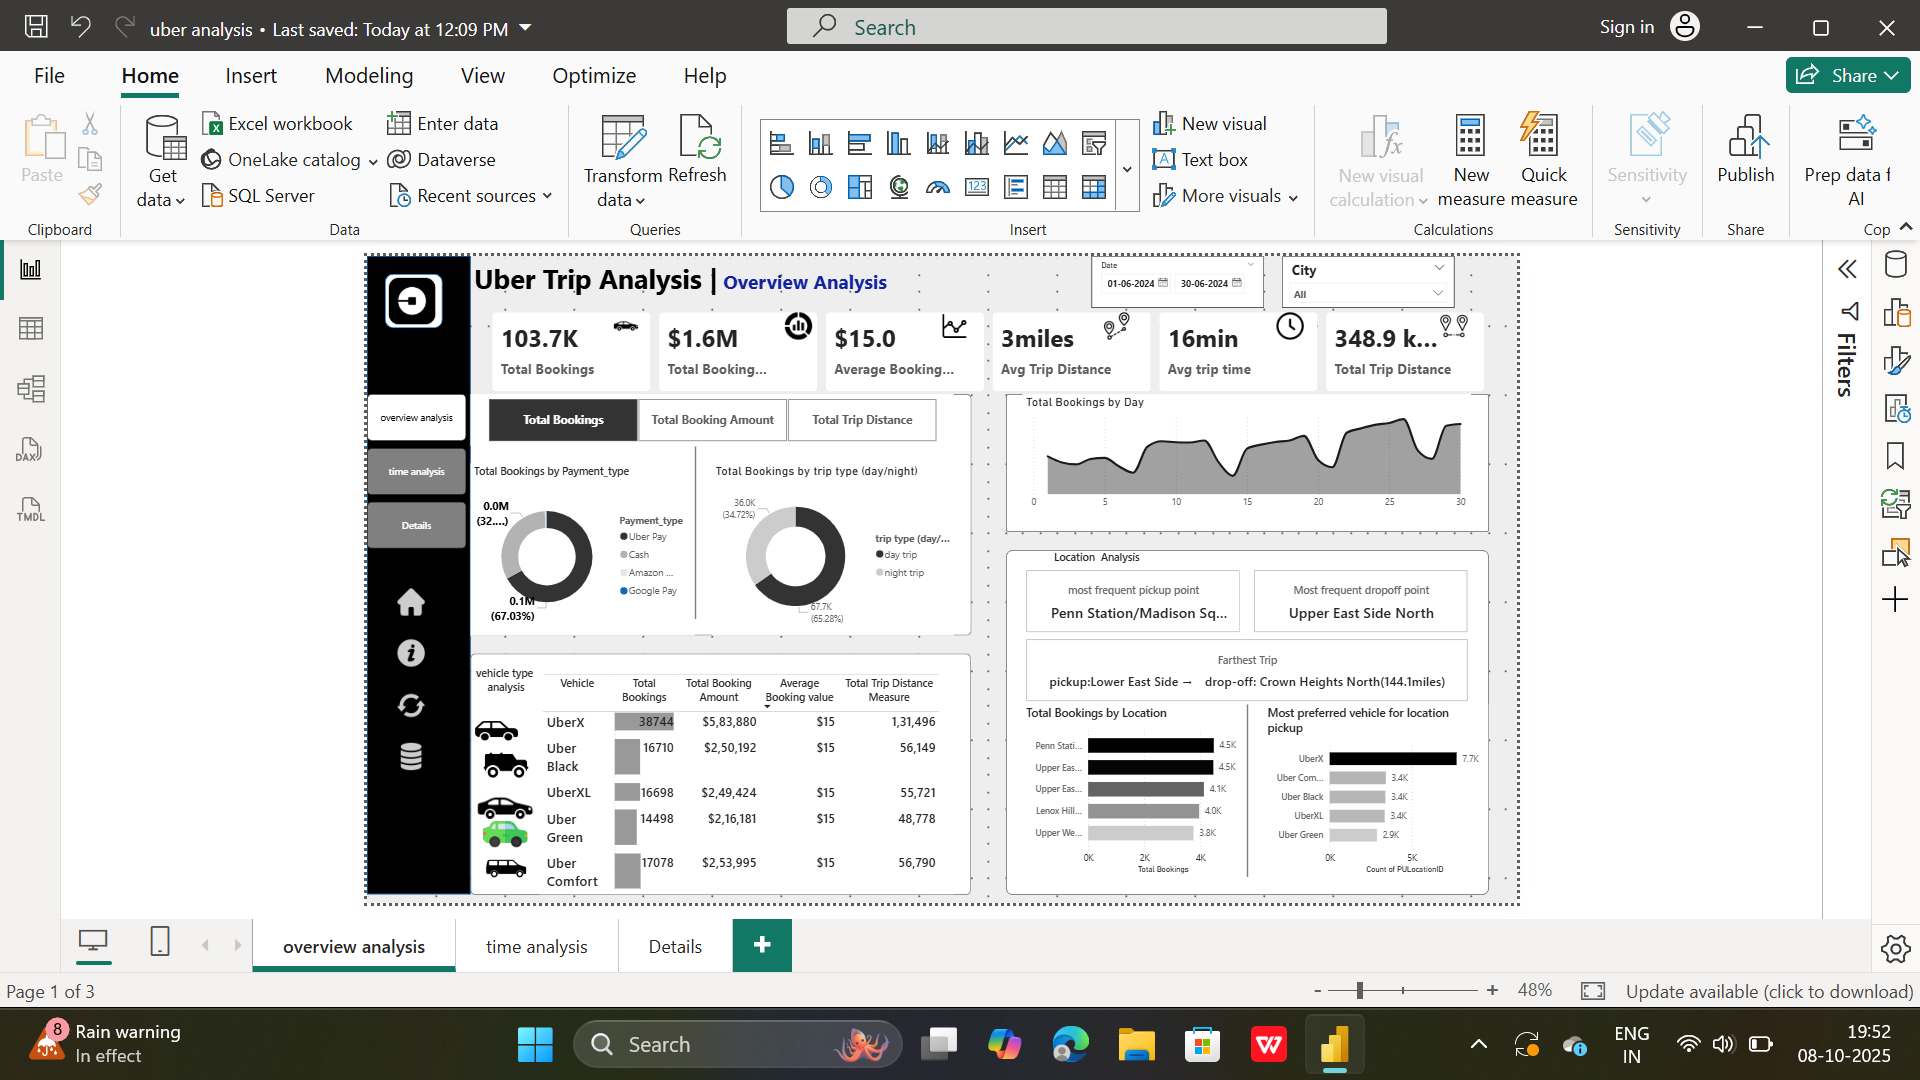 uber analysis • Last saved: Today at 12:09 PM
Search
Sign in
File
Home
Insert
Modeling
View
Optimize
Help
Share
Paste
Clipboard
Get data
Excel workbook
OneLake catalog
SQL Server
Enter data
Dataverse
Recent sources
Data
Transform data
Refresh
Queries
New visual
Text box
More visuals
Insert
New visual calculation
New measure
Quick measure
Calculations
Sensitivity
Sensitivity
Publish
Share
Prep data f
AI
Cop
DAX
TMDL
Filters
Uber Trip Analysis | Overview Analysis
Date
01-06-2024
30-06-2024
City
All
103.7K
Total Bookings
$1.6M
Total Booking...
$15.0
Average Booking...
3miles
Avg Trip Distance
16min
Avg trip time
348.9 k...
Total Trip Distance
overview analysis
time analysis
Details
Total Bookings
Total Booking Amount
Total Trip Distance
Total Bookings by Payment_type
0.0M
(32....)
0.1M
(67.03%)
Payment_type
Uber Pay
Cash
Amazon ...
Google Pay
Total Bookings by trip type (day/night)
36.0K
(34.72%)
67.7K
(65.28%)
trip type (day/...
day trip
night trip
Total Bookings by Day
0 5 10 15 20 25 30
Location Analysis
most frequent pickup point
Penn Station/Madison Sq...
Most frequent dropoff point
Upper East Side North
Farthest Trip
pickup:Lower East Side → drop-off: Crown Heights North(144.1miles)
vehicle type analysis
Vehicle Total Bookings Total Booking Amount Average Booking value Total Trip Distance Measure
UberX 38744 $5,83,880 $15 1,31,496
Uber Black 16710 $2,50,192 $15 56,149
UberXL 16698 $2,49,424 $15 55,721
Uber Green 14498 $2,16,181 $15 48,778
Uber Comfort 17078 $2,53,995 $15 56,790
Total Bookings by Location
Penn Stati... 4.5K
Upper Eas... 4.5K
Upper Eas... 4.1K
Lenox Hill... 4.0K
Upper We... 3.8K
0K 2K 4K
Total Bookings
Most preferred vehicle for location pickup
UberX 7.7K
Uber Com... 3.4K
Uber Black 3.4K
UberXL 3.4K
Uber Green 2.9K
0K 5K
Count of PULocationID
overview analysis
time analysis
Details
Page 1 of 3
48%
Update available (click to download)
8
Rain warning
In effect
Search
ENG
IN
19:52
08-10-2025